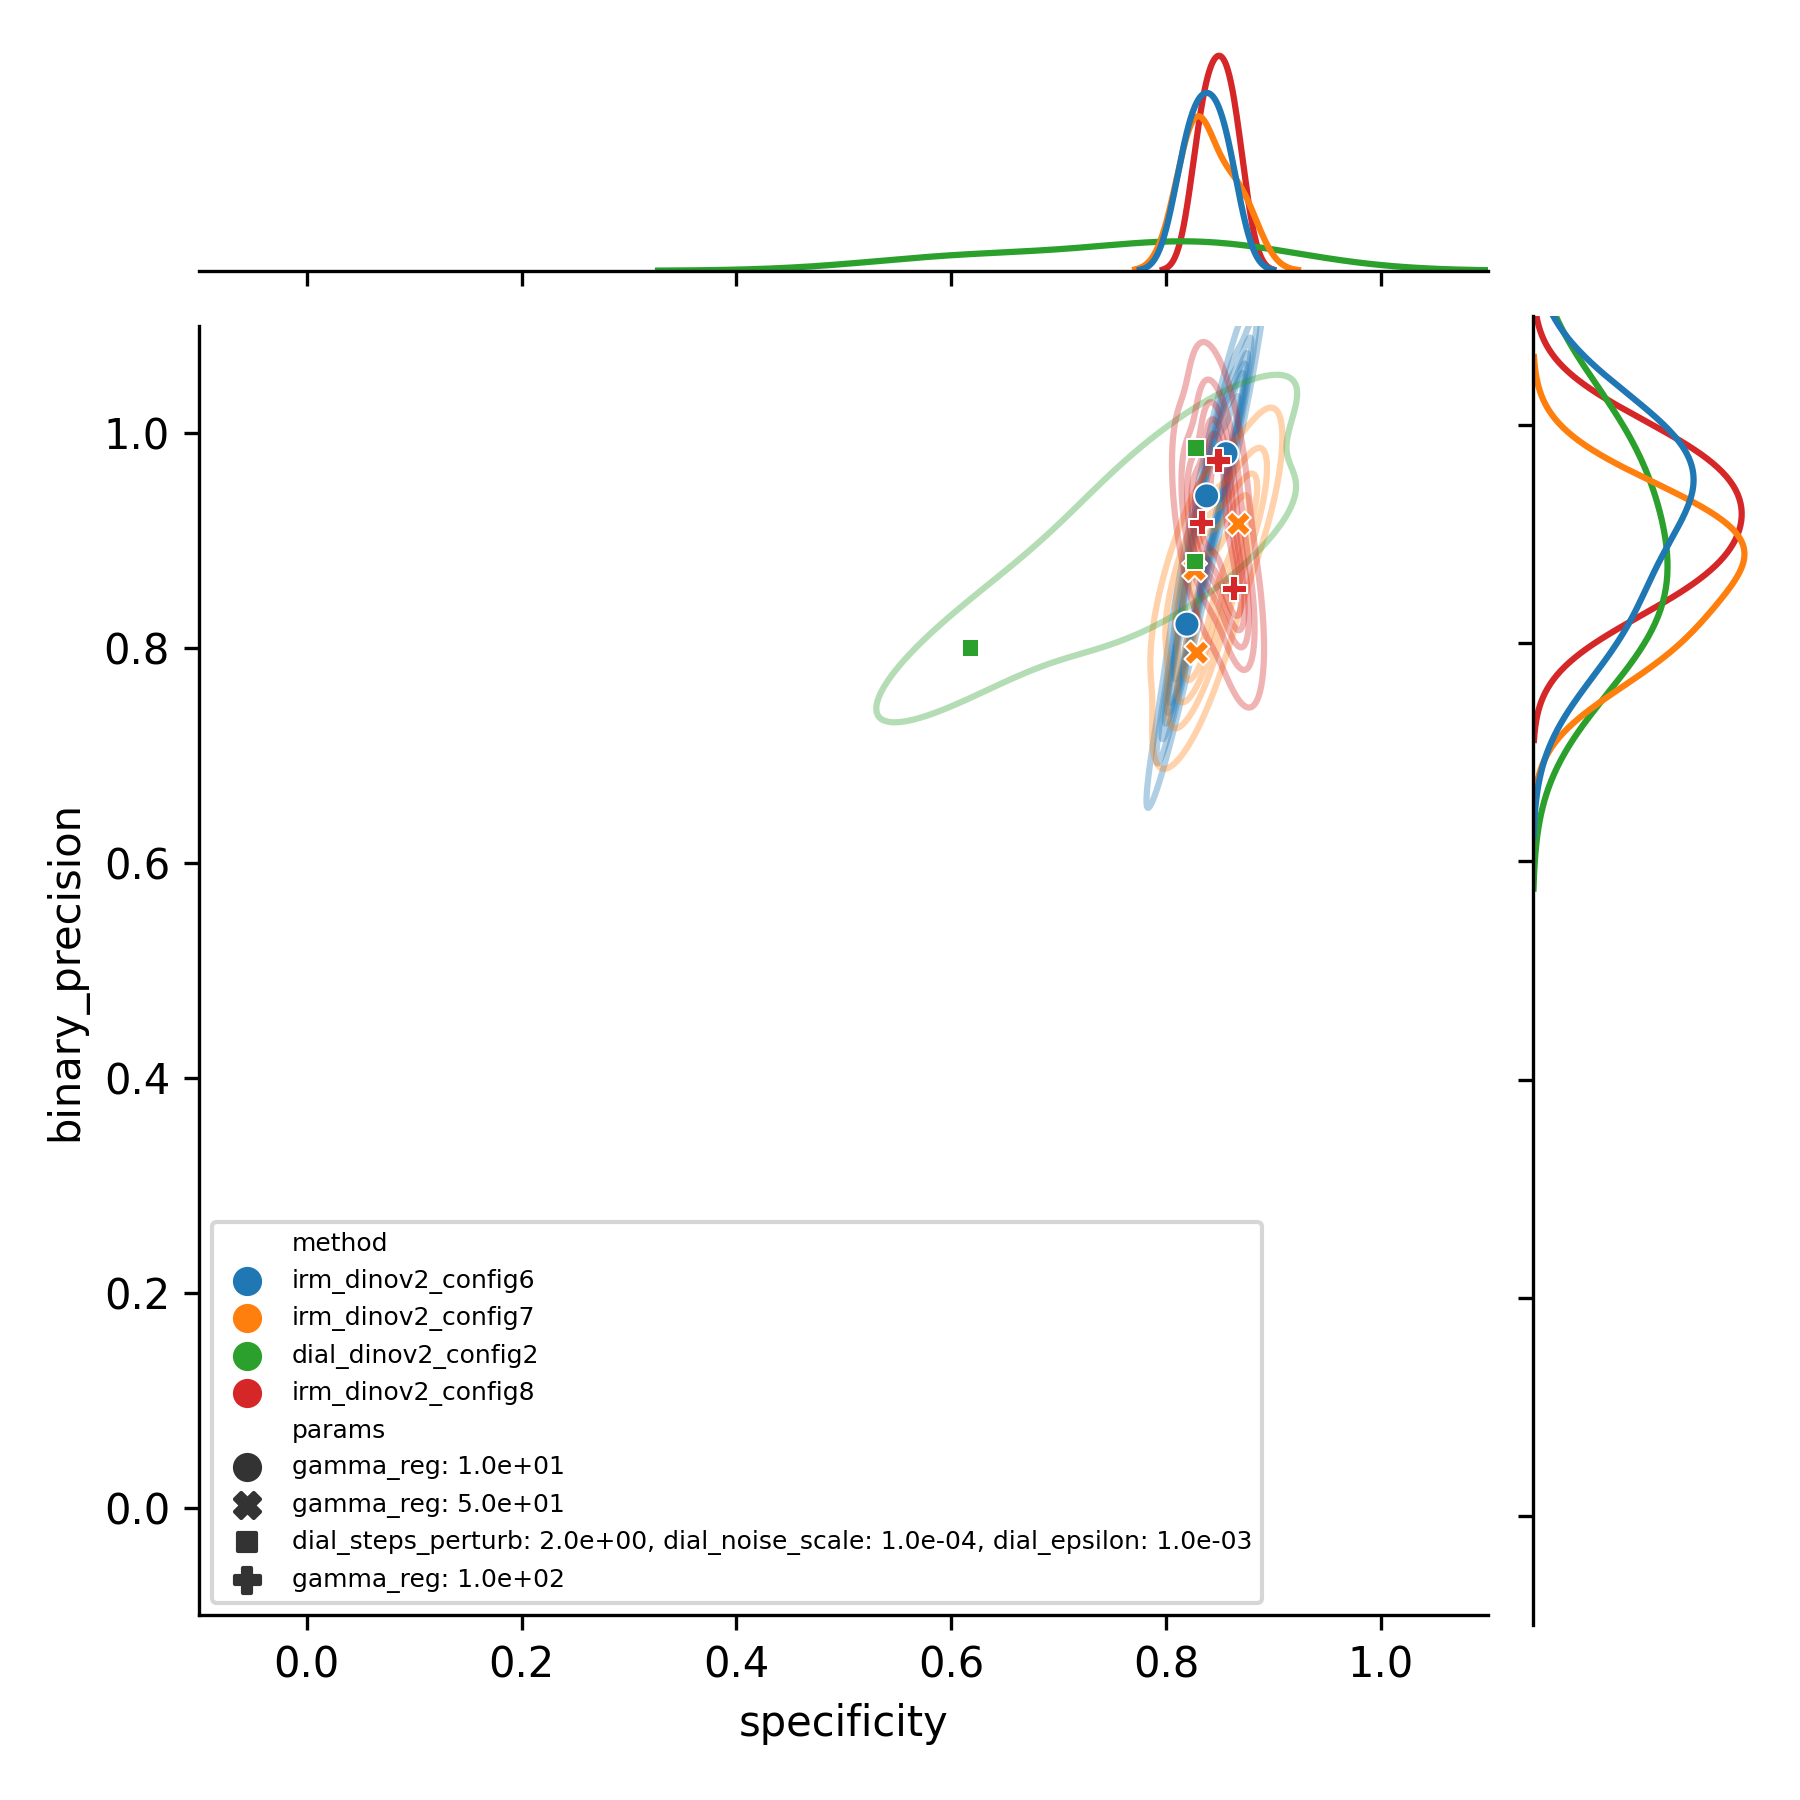 1.0
0.8
0.6
0.4
0.2
0.0
binary_precision
method
irm_dinov2_config6
irm_dinov2_config7
dial_dinov2_config2
irm_dinov2_config8
params
gamma_reg: 1.0e+01
gamma_reg: 5.0e+01
dial_steps_perturb: 2.0e+00, dial_noise_scale: 1.0e-04, dial_epsilon: 1.0e-03
gamma_reg: 1.0e+02
0.0 0.2 0.4 0.6 0.8 1.0
specificity